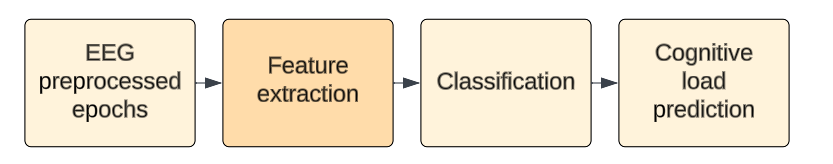 EEG
preprocessed
epochs
Feature
extraction
Classification
Cognitive
load
prediction